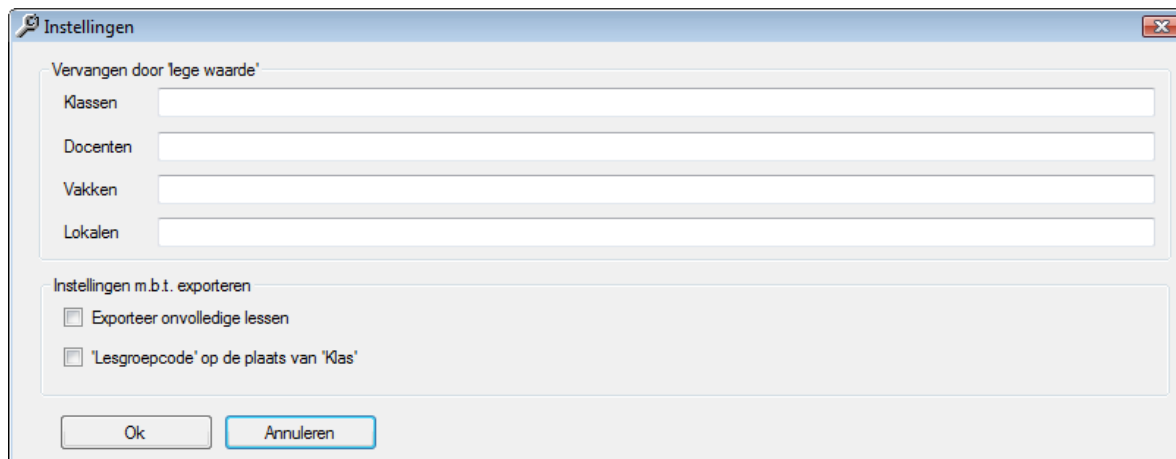 Instellingen
Vervangen door 'lege waarde'
Klassen
Docenten
Vakken
Lokalen
Instellingen m.b.t. exporteren
Exporteer onvolledige lessen
'Lesgroepcode' op de plaats van 'Klas'
Ok Annuleren